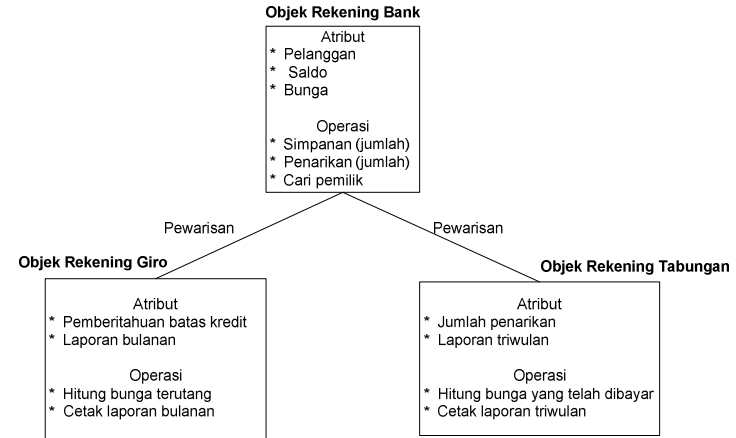 Objek Rekening Bank
Atribut
* Pelanggan
* Saldo
* Bunga
Operasi
* Simpanan (jumlah)
* Penarikan (jumlah)
* Cari pemilik
Pewarisan
Pewarisan
Objek Rekening Giro
Atribut
* Pemberitahuan batas kredit
* Laporan bulanan
Operasi
* Hitung bunga terutang
* Cetak laporan bulanan
Objek Rekening Tabungan
Atribut
* Jumlah penarikan
* Laporan triwulan
Operasi
* Hitung bunga yang telah dibayar
* Cetak laporan triwulan